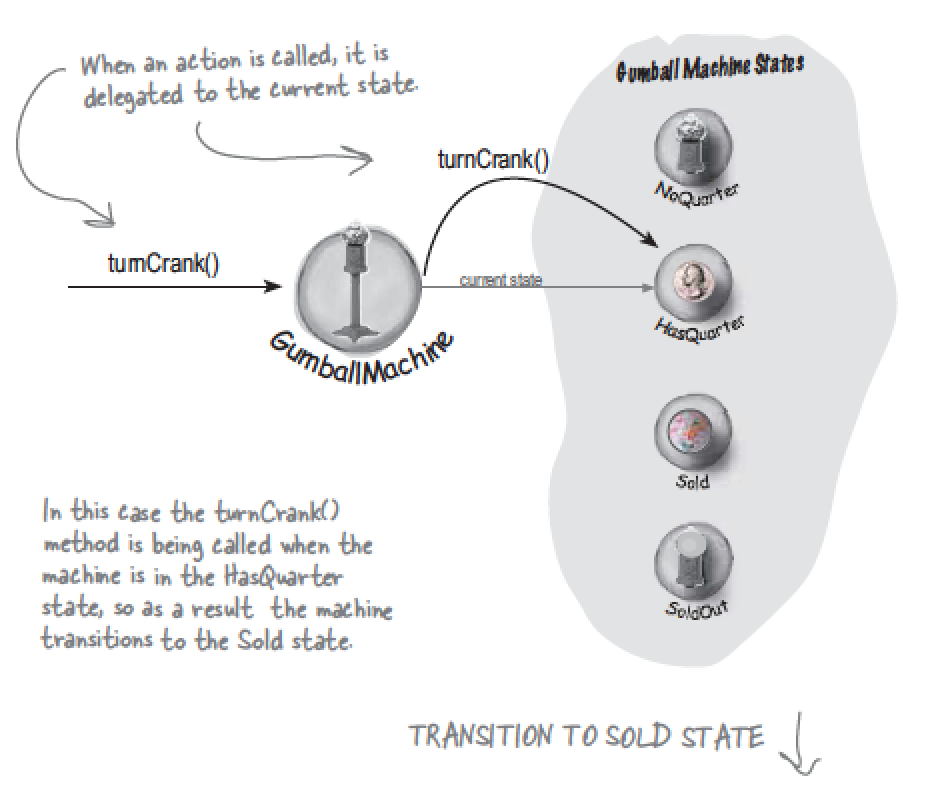 When an action is called, it is
delegated to the current state.
Gumball Machine States
turnCrank()
NoQuarter
turnCrank()
current state
HasQuarter
GumballMachine
Sold
In this case the turnCrank()
method is being called when the
machine is in the HasQuarter
state, so as a result the machine
transitions to the Sold state.
SoldOut
TRANSITION TO SOLD STATE